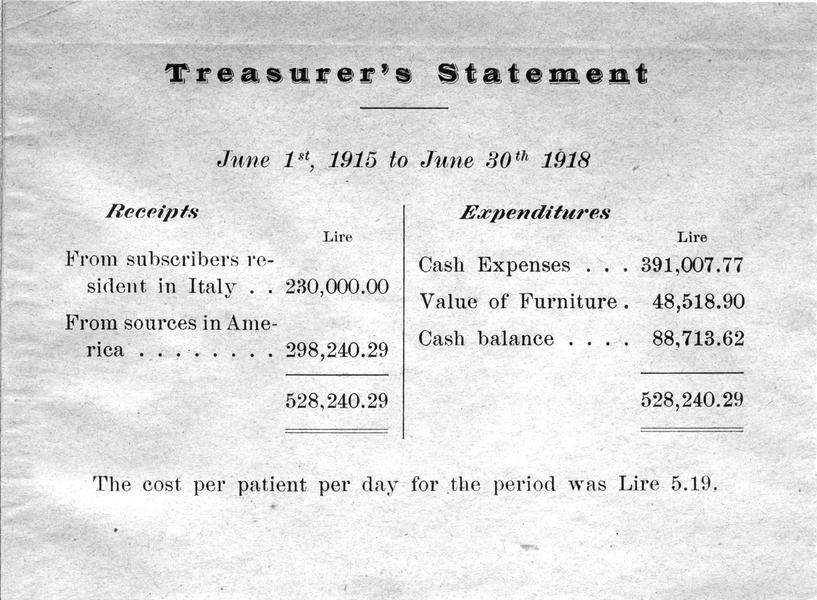 Treasurer's Statement
June 1st, 1915 to June 30th 1918
Receipts
Lire
From subscribers re-
sident in Italy . . 230,000.00
From sources in Ame-
rica . . . . . . . . 298,240.29
528,240.29
Expenditures
Lire
Cash Expenses . . . 391,007.77
Value of Furniture . 48,518.90
Cash balance . . . . 88,713.62
528,240.29
The cost per patient per day for the period was Lire 5.19.